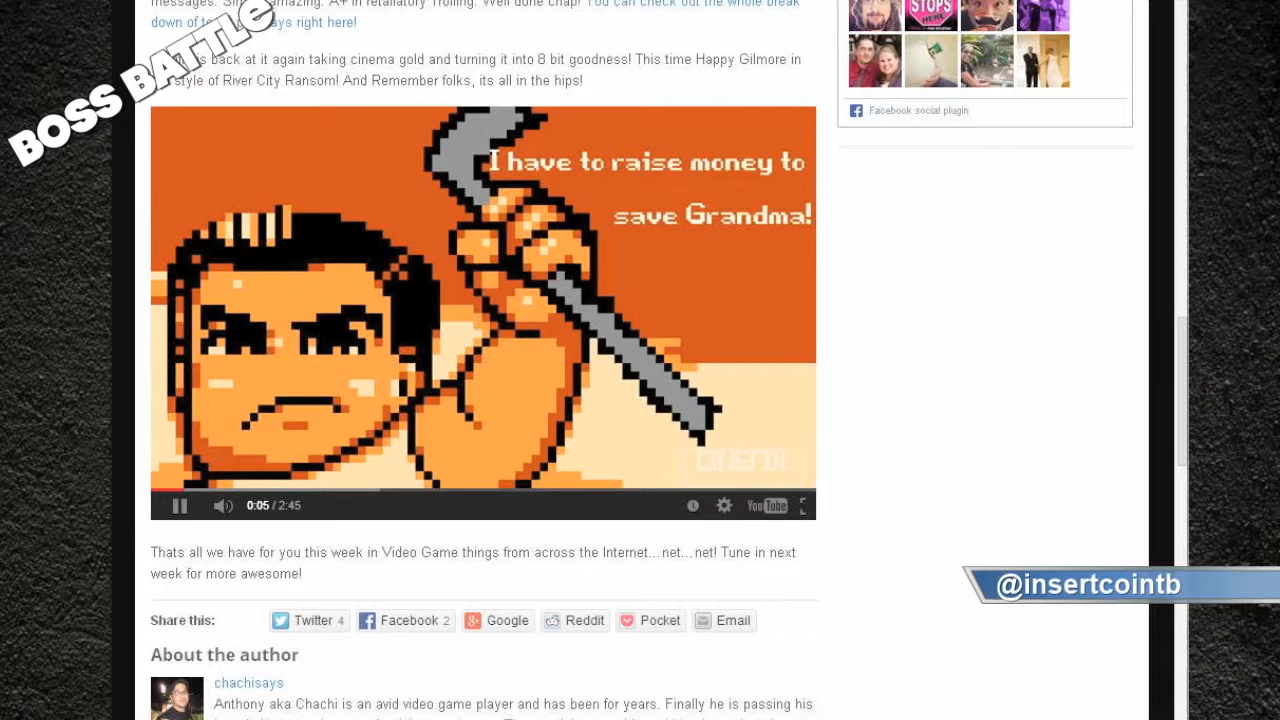 messages. amazing. A+ in retaliatory Trolling. Well done chap! You can check out the whole break
down of right here!
BOSS BATTLE
back at it again taking cinema gold and turning it into 8 bit goodness! This time Happy Gilmore in
style of River City Ransom! And Remember folks, its all in the hips!
STOPS
HERE
Facebook social plugin
I have to raise money to
save Grandma!
CINEFIX
0:05 / 2:45
YouTube
Thats all we have for you this week in Video Game things from across the Internet...net...net! Tune in next
week for more awesome!
@insertcointb
Share this: Twitter 4 Facebook 2 Google Reddit Pocket Email
About the author
chachisays
Anthony aka Chachi is an avid video game player and has been for years. Finally he is passing his